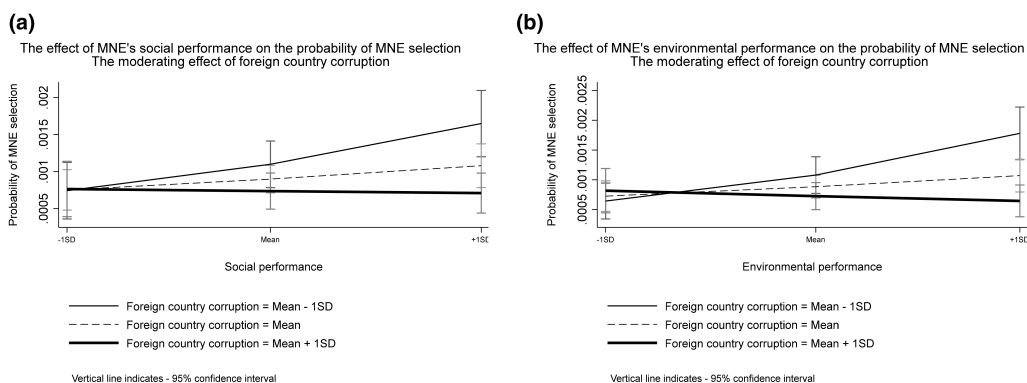 (a)
The effect of MNE's social performance on the probability of MNE selection
The moderating effect of foreign country corruption
Probability of MNE selection
.002
.0015
.001
.0005
-1SD
Mean
+1SD
Social performance
Foreign country corruption = Mean - 1SD
Foreign country corruption = Mean
Foreign country corruption = Mean + 1SD
Vertical line indicates - 95% confidence interval
(b)
The effect of MNE's environmental performance on the probability of MNE selection
The moderating effect of foreign country corruption
Probability of MNE selection
.0005 .001 .0015 .002 .0025
-1SD
Mean
+1SD
Environmental performance
Foreign country corruption = Mean - 1SD
Foreign country corruption = Mean
Foreign country corruption = Mean + 1SD
Vertical line indicates - 95% confidence interval